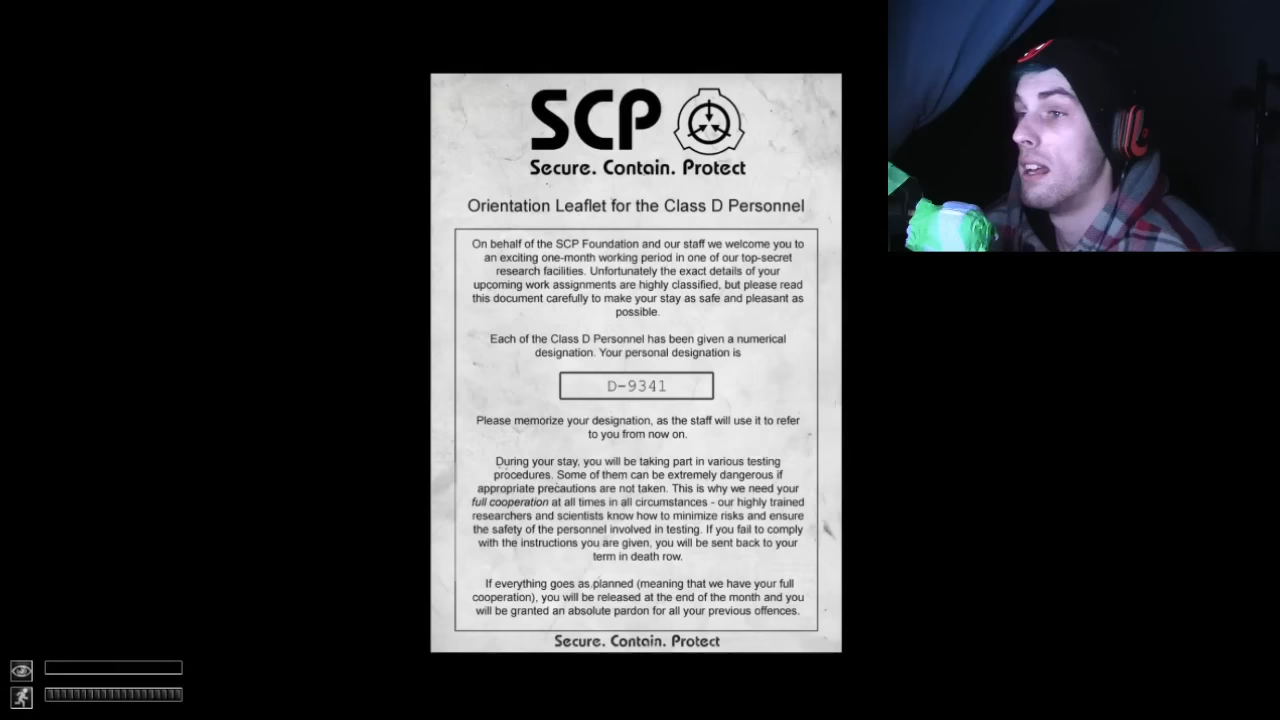 SCP
Secure. Contain. Protect
Orientation Leaflet for the Class D Personnel
On behalf of the SCP Foundation and our staff we welcome you to
an exciting one-month working period in one of our top-secret
research facilities. Unfortunately the exact details of your
upcoming work assignments are highly classified, but please read
this document carefully to make your stay as safe and pleasant as
possible.
Each of the Class D Personnel has been given a numerical
designation. Your personal designation is
D-9341
Please memorize your designation, as the staff will use it to refer
to you from now on.
During your stay, you will be taking part in various testing
procedures. Some of them can be extremely dangerous if
appropriate precautions are not taken. This is why we need your
full cooperation at all times in all circumstances - our highly trained
researchers and scientists know how to minimize risks and ensure
the safety of the personnel involved in testing. If you fail to comply
with the instructions you are given, you will be sent back to your
term in death row.
If everything goes as planned (meaning that we have your full
cooperation), you will be released at the end of the month and you
will be granted an absolute pardon for all your previous offences.
Secure. Contain. Protect